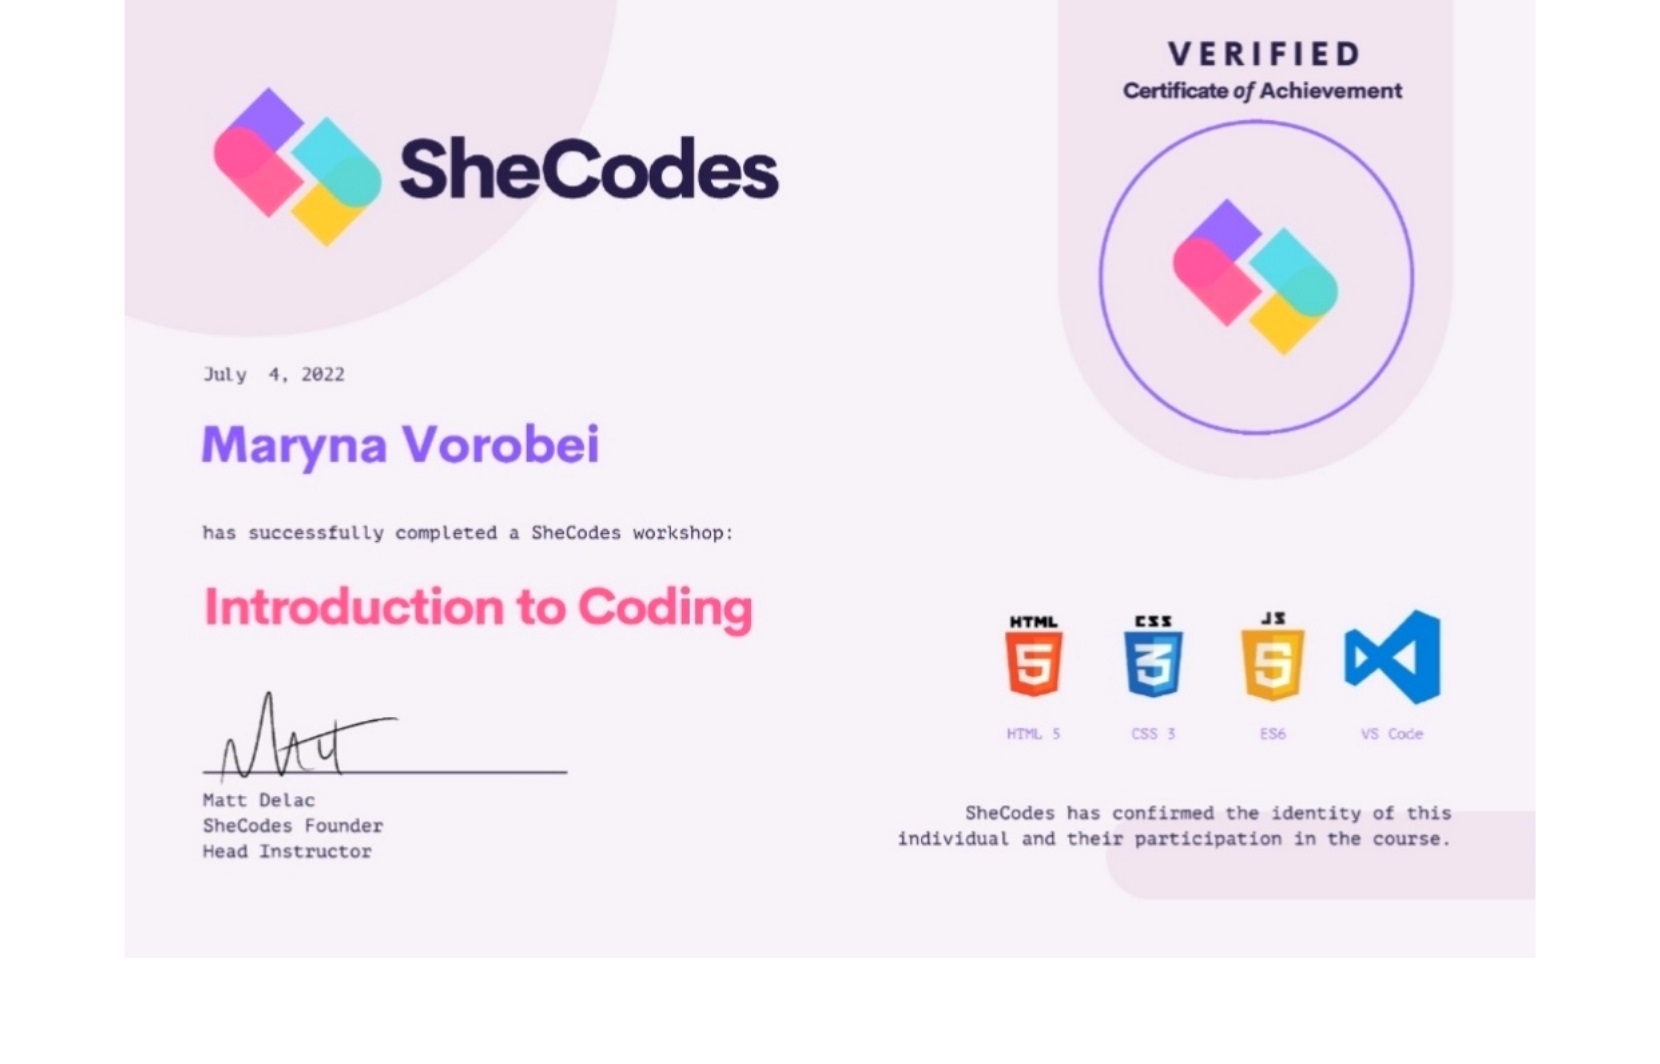 VERIFIED
Certificate of Achievement
SheCodes
July 4, 2022
Maryna Vorobei
has successfully completed a SheCodes workshop:
Introduction to Coding
HTML CSS JS
5 3 5
HTML 5 CSS 3 ES6 VS Code
Matt
Matt Delac
SheCodes Founder
Head Instructor
SheCodes has confirmed the identity of this
individual and their participation in the course.